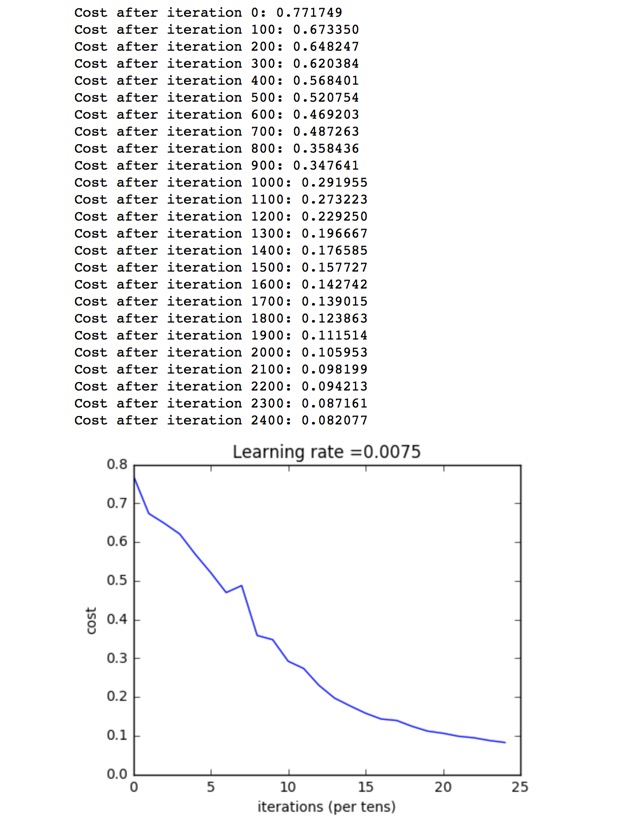 Cost after iteration 0: 0.771749
Cost after iteration 100: 0.673350
Cost after iteration 200: 0.648247
Cost after iteration 300: 0.620384
Cost after iteration 400: 0.568401
Cost after iteration 500: 0.520754
Cost after iteration 600: 0.469203
Cost after iteration 700: 0.487263
Cost after iteration 800: 0.358436
Cost after iteration 900: 0.347641
Cost after iteration 1000: 0.291955
Cost after iteration 1100: 0.273223
Cost after iteration 1200: 0.229250
Cost after iteration 1300: 0.196667
Cost after iteration 1400: 0.176585
Cost after iteration 1500: 0.157727
Cost after iteration 1600: 0.142742
Cost after iteration 1700: 0.139015
Cost after iteration 1800: 0.123863
Cost after iteration 1900: 0.111514
Cost after iteration 2000: 0.105953
Cost after iteration 2100: 0.098199
Cost after iteration 2200: 0.094213
Cost after iteration 2300: 0.087161
Cost after iteration 2400: 0.082077
Learning rate =0.0075
0.8
0.7
0.6
0.5
0.4
0.3
0.2
0.1
0.0
cost
0 5 10 15 20 25
iterations (per tens)